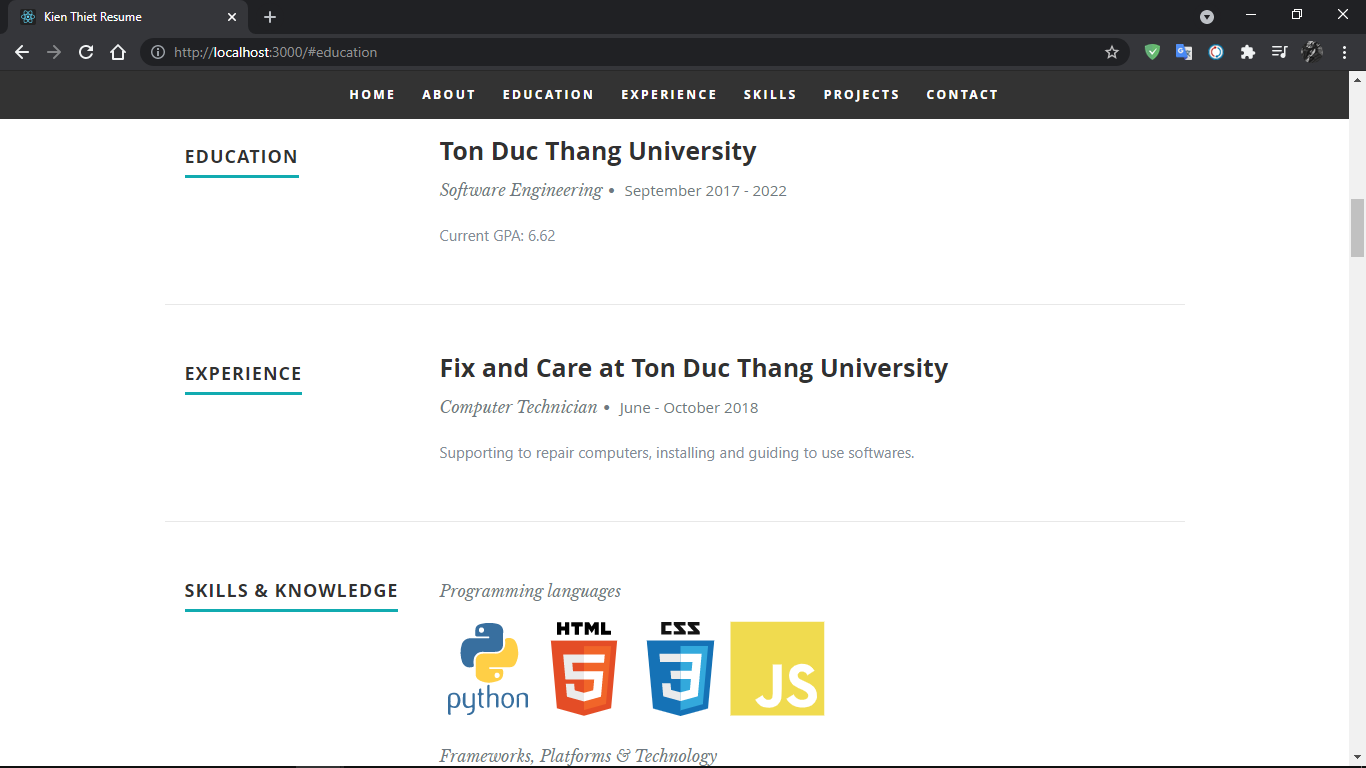 Kien Thiet Resume
http://localhost:3000/#education
HOME ABOUT EDUCATION EXPERIENCE SKILLS PROJECTS CONTACT
EDUCATION
Ton Duc Thang University
Software Engineering • September 2017 - 2022
Current GPA: 6.62
EXPERIENCE
Fix and Care at Ton Duc Thang University
Computer Technician • June - October 2018
Supporting to repair computers, installing and guiding to use softwares.
SKILLS & KNOWLEDGE
Programming languages
HTML CSS
5 3 JS
python
Frameworks, Platforms & Technology